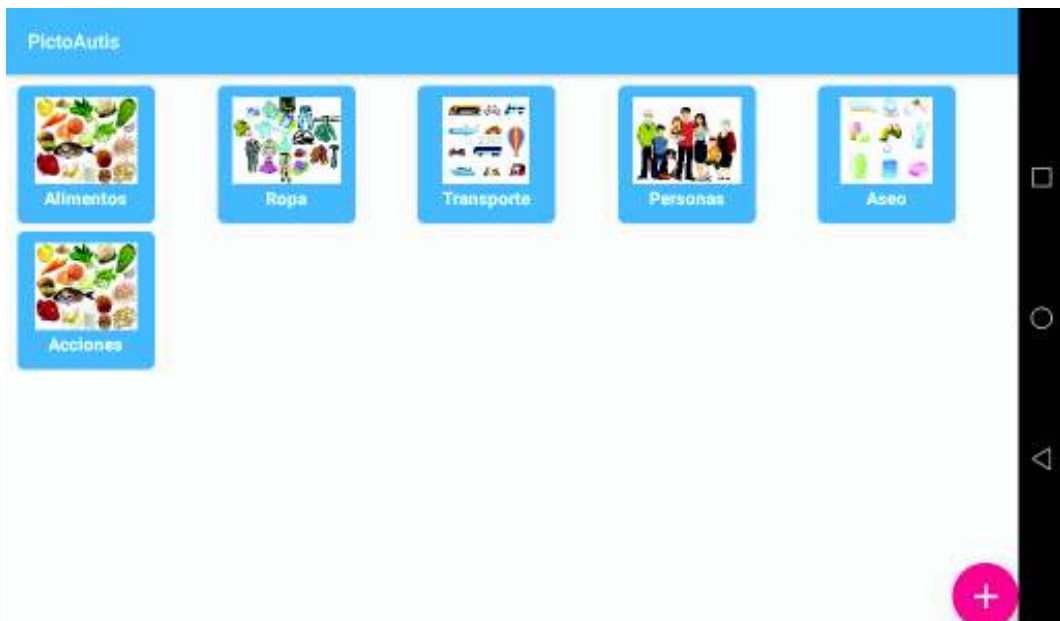 PictoAutis
Alimentos
Ropa
Transporte
Personas
Aseo
Acciones